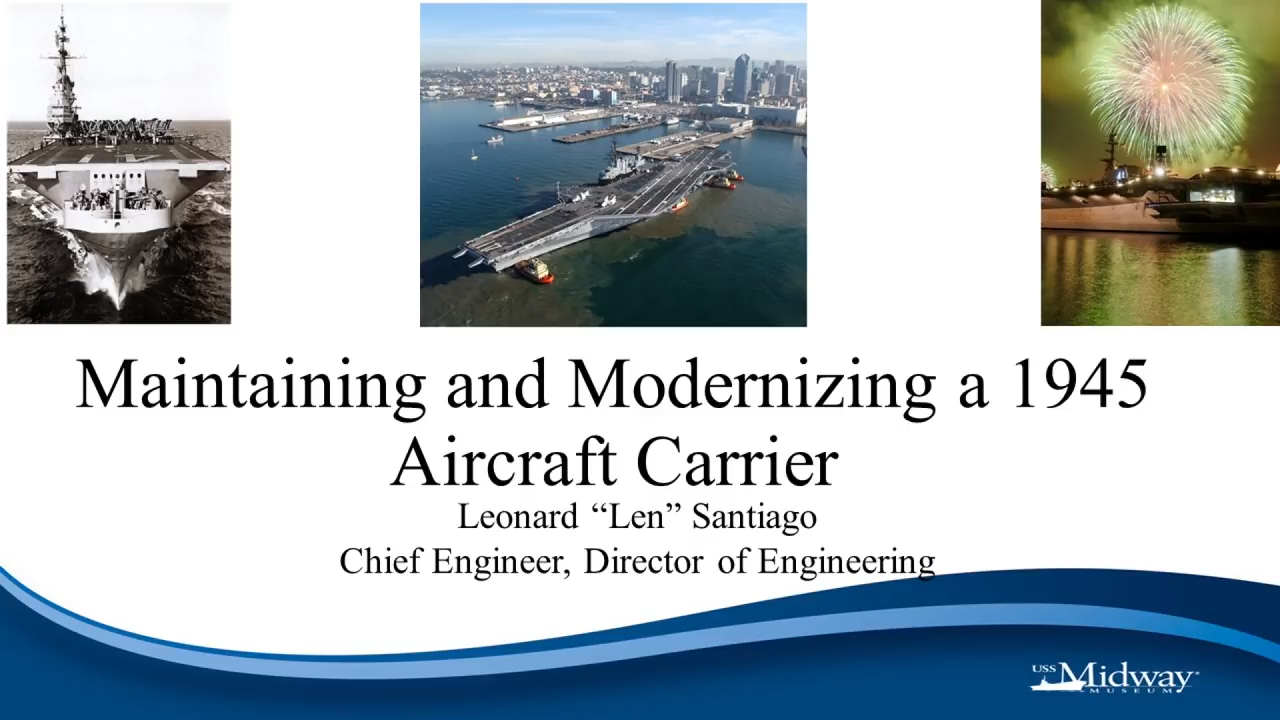 Maintaining and Modernizing a 1945
Aircraft Carrier
Leonard “Len” Santiago
Chief Engineer, Director of Engineering
USS Midway
MUSEUM